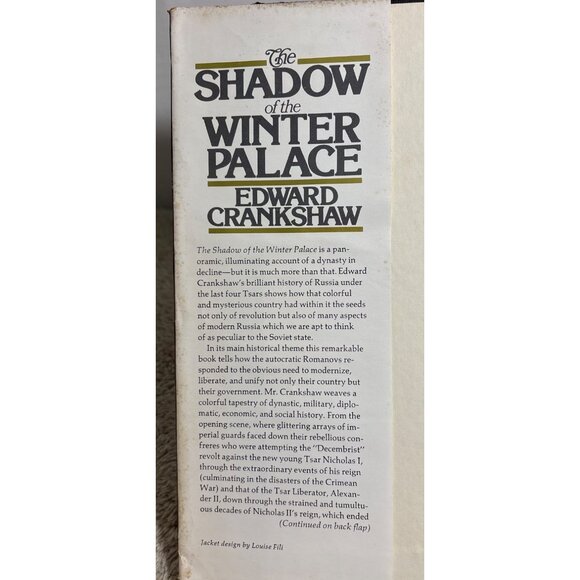 The
SHADOW
of the
WINTER
PALACE
EDWARD
CRANKSHAW
The Shadow of the Winter Palace is a pan-
oramic, illuminating account of a dynasty in
decline—but it is much more than that. Edward
Crankshaw's brilliant history of Russia under
the last four Tsars shows how that colorful
and mysterious country had within it the seeds
not only of revolution but also of many aspects
of modern Russia which we are apt to think
of as peculiar to the Soviet state.
In its main historical theme this remarkable
book tells how the autocratic Romanovs re-
sponded to the obvious need to modernize,
liberate, and unify not only their country but
their government. Mr. Crankshaw weaves a
colorful tapestry of dynastic, military, diplo-
matic, economic, and social history. From the
opening scene, where glittering arrays of im-
perial guards faced down their rebellious con-
freres who were attempting the "Decembrist"
revolt against the new young Tsar Nicholas I,
through the extraordinary events of his reign
(culminating in the disasters of the Crimean
War) and that of the Tsar Liberator, Alexan-
der II, down through the strained and tumultu-
ous decades of Nicholas II's reign, which ended
(Continued on back flap)
Jacket design by Louise Fili